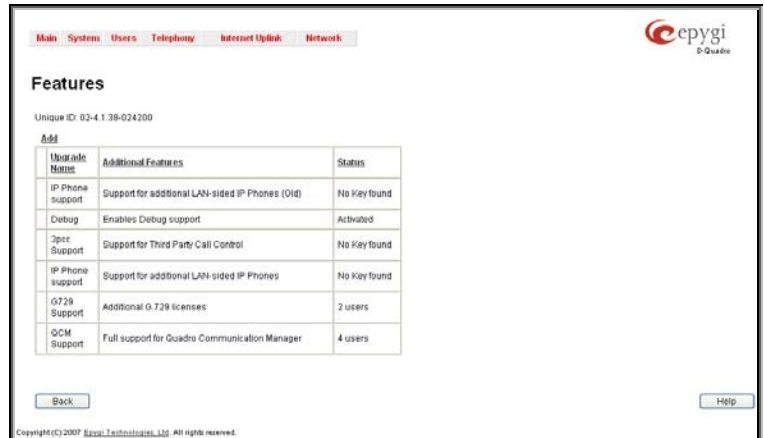 Main System Users Telephony Internet Uplink Network
epygi
D-Quadro
Features
Unique ID: 02-4.1.38-024200
Add
Upgrade Name Additional Features Status
IP Phone support Support for additional LAN-sided IP Phones (Old) No Key found
Debug Enables Debug support Activated
3pcc Support Support for Third Party Call Control No Key found
IP Phone support Support for additional LAN-sided IP Phones No Key found
G729 Support Additional G.729 licenses 2 users
QCM Support Full support for Quadro Communication Manager 4 users
Back Help
Copyright (C) 2007 Epygi Technologies, Ltd. All rights reserved.